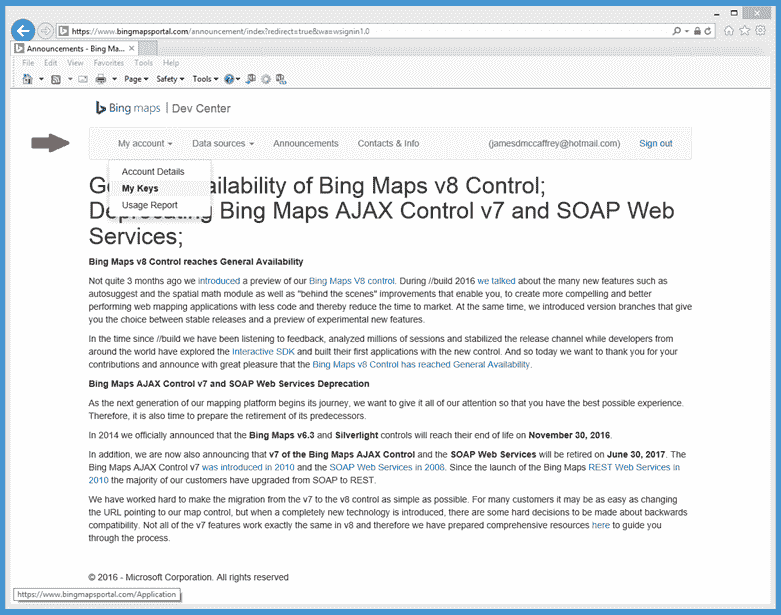 https://www.bingmapsportal.com/announcement/index?redirect=true&wa=wsignin1.0
Announcements - Bing Ma...
File Edit View Favorites Tools Help
Page Safety Tools
Bing maps | Dev Center
My account Data sources Announcements Contacts & Info (jamesdmccaffrey@hotmail.com) Sign out
Account Details
My Keys
Usage Report
G ailability of Bing Maps v8 Control;
Deprecating Bing Maps AJAX Control v7 and SOAP Web
Services;
Bing Maps v8 Control reaches General Availability
Not quite 3 months ago we introduced a preview of our Bing Maps V8 control. During //build 2016 we talked about the many new features such as
autosuggest and the spatial math module as well as "behind the scenes" improvements that enable you, to create more compelling and better
performing web mapping applications with less code and thereby reduce the time to market. At the same time, we introduced version branches that give
you the choice between stable releases and a preview of experimental new features.
In the time since //build we have been listening to feedback, analyzed millions of sessions and stabilized the release channel while developers from
around the world have explored the Interactive SDK and built their first applications with the new control. And so today we want to thank you for your
contributions and announce with great pleasure that the Bing Maps v8 Control has reached General Availability.
Bing Maps AJAX Control v7 and SOAP Web Services Deprecation
As the next generation of our mapping platform begins its journey, we want to give it all of our attention so that you have the best possible experience.
Therefore, it is also time to prepare the retirement of its predecessors.
In 2014 we officially announced that the Bing Maps v6.3 and Silverlight controls will reach their end of life on November 30, 2016.
In addition, we are now also announcing that v7 of the Bing Maps AJAX Control and the SOAP Web Services will be retired on June 30, 2017. The
Bing Maps AJAX Control v7 was introduced in 2010 and the SOAP Web Services in 2008. Since the launch of the Bing Maps REST Web Services in
2010 the majority of our customers have upgraded from SOAP to REST.
We have worked hard to make the migration from the v7 to the v8 control as simple as possible. For many customers it may be as easy as changing
the URL pointing to our map control, but when a completely new technology is introduced, there are some hard decisions to be made about backwards
compatibility. Not all of the v7 features work exactly the same in v8 and therefore we have prepared comprehensive resources here to guide you
through the process.
© 2016 - Microsoft Corporation. All rights reserved
https://www.bingmapsportal.com/Application